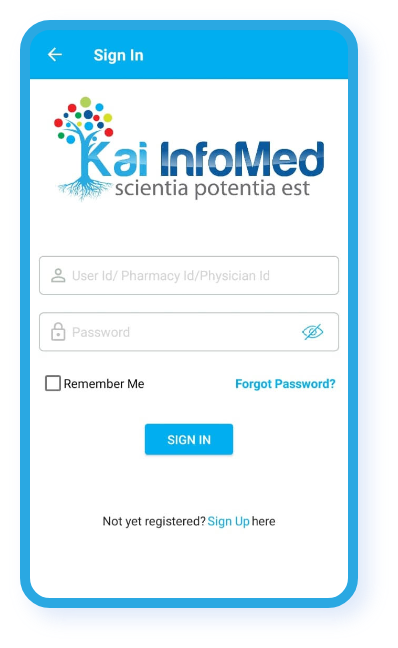 Sign In
Kai InfoMed
scientia potentia est
User Id/ Pharmacy Id/Physician Id
Password
Remember Me Forgot Password?
SIGN IN
Not yet registered? Sign Up here